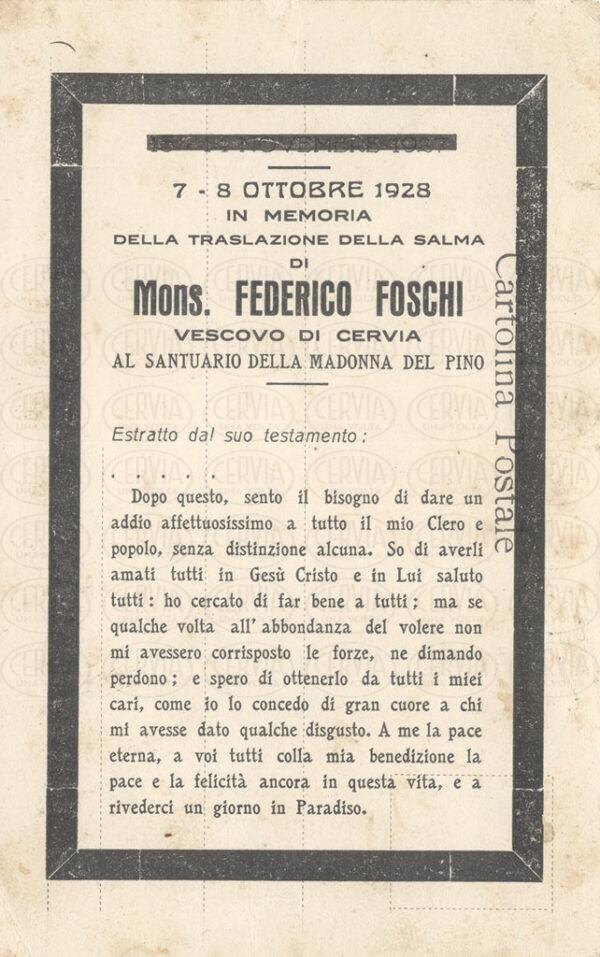 7 - 8 OTTOBRE 1928
IN MEMORIA
DELLA TRASLAZIONE DELLA SALMA
DI
Mons. FEDERICO FOSCHI
VESCOVO DI CERVIA
AL SANTUARIO DELLA MADONNA DEL PINO
Estratto dal suo testamento :
. . . . .
Dopo questo, sento il bisogno di dare un
addio affettuosissimo a tutto il mio Clero e
popolo, senza distinzione alcuna. So di averli
amati tutti in Gesù Cristo e in Lui saluto
tutti : ho cercato di far bene a tutti ; ma se
qualche volta all' abbondanza del volere non
mi avessero corrisposto le forze, ne dimando
perdono ; e spero di ottenerlo da tutti i miei
cari, come io lo concedo di gran cuore a chi
mi avesse dato qualche disgusto. A me la pace
eterna, a voi tutti colla mia benedizione la
pace e la felicità ancora in questa vita, e a
rivederci un giorno in Paradiso.
Cartolina Postale
CERVIA
UNA VOLTA